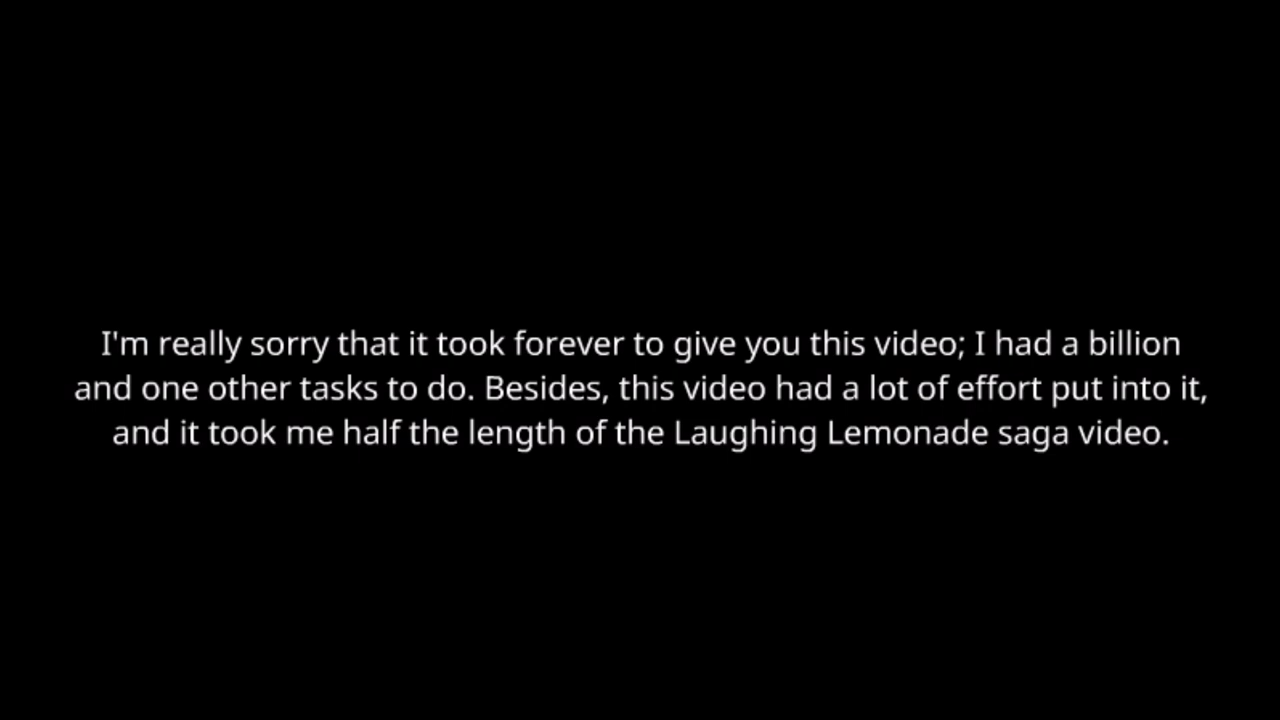 I'm really sorry that it took forever to give you this video; I had a billion
and one other tasks to do. Besides, this video had a lot of effort put into it,
and it took me half the length of the Laughing Lemonade saga video.